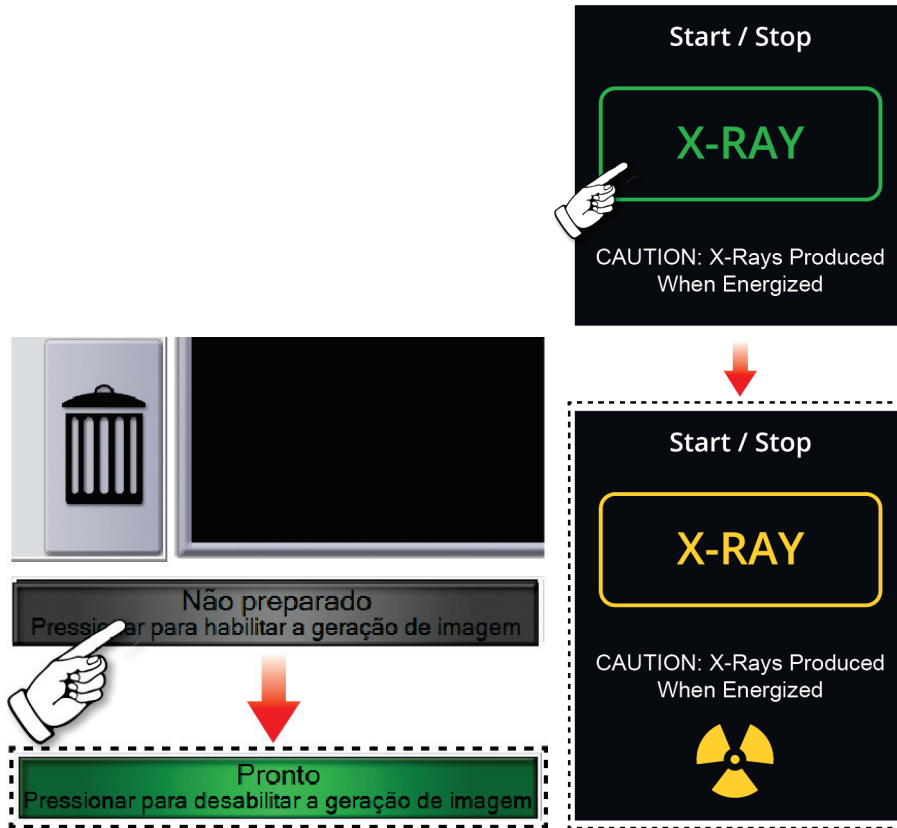 Start / Stop
X-RAY
CAUTION: X-Rays Produced
When Energized
Não preparado
Pressionar para habilitar a geração de imagem
Pronto
Pressionar para desabilitar a geração de imagem
Start / Stop
X-RAY
CAUTION: X-Rays Produced
When Energized